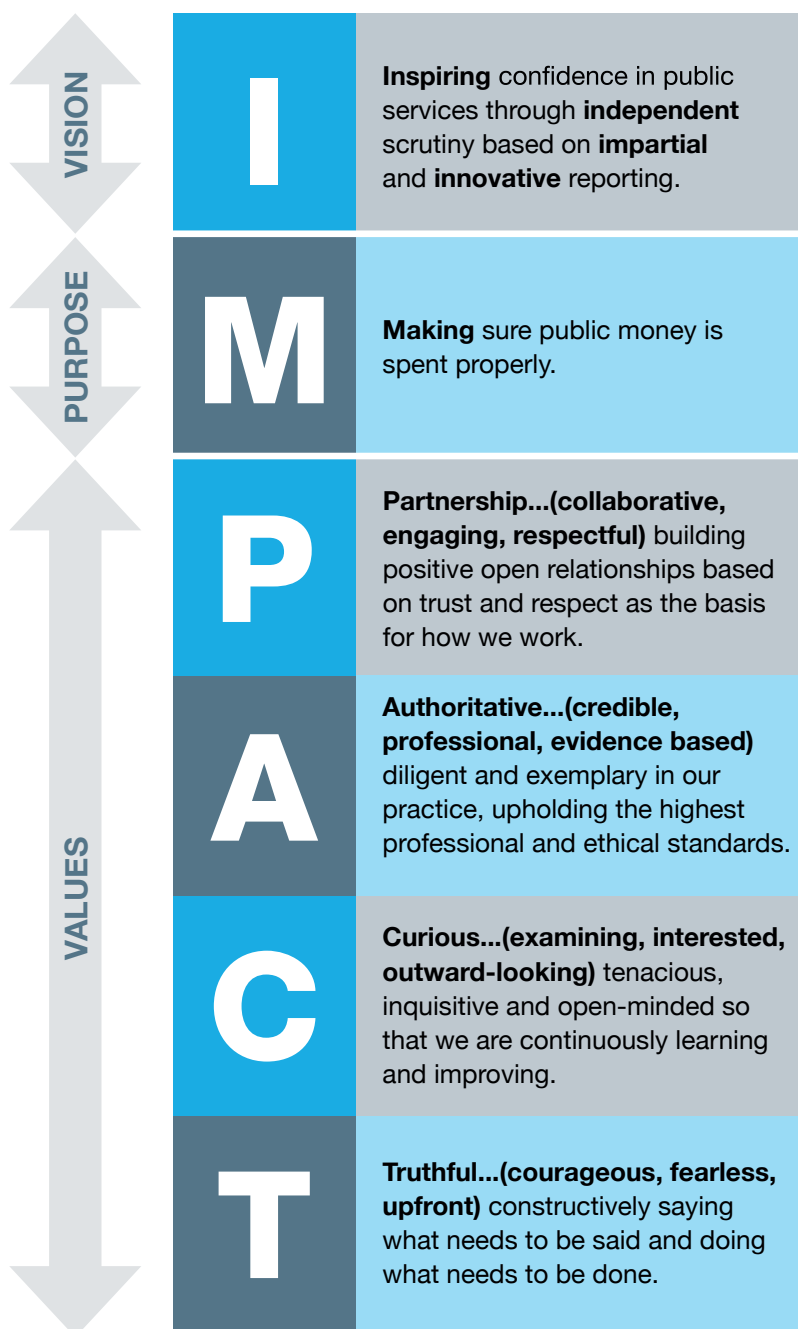 VISION
I
Inspiring confidence in public
services through independent
scrutiny based on impartial
and innovative reporting.
PURPOSE
M
Making sure public money is
spent properly.
VALUES
P
Partnership...(collaborative,
engaging, respectful) building
positive open relationships based
on trust and respect as the basis
for how we work.
A
Authoritative...(credible,
professional, evidence based)
diligent and exemplary in our
practice, upholding the highest
professional and ethical standards.
C
Curious...(examining, interested,
outward-looking) tenacious,
inquisitive and open-minded so
that we are continuously learning
and improving.
T
Truthful...(courageous, fearless,
upfront) constructively saying
what needs to be said and doing
what needs to be done.